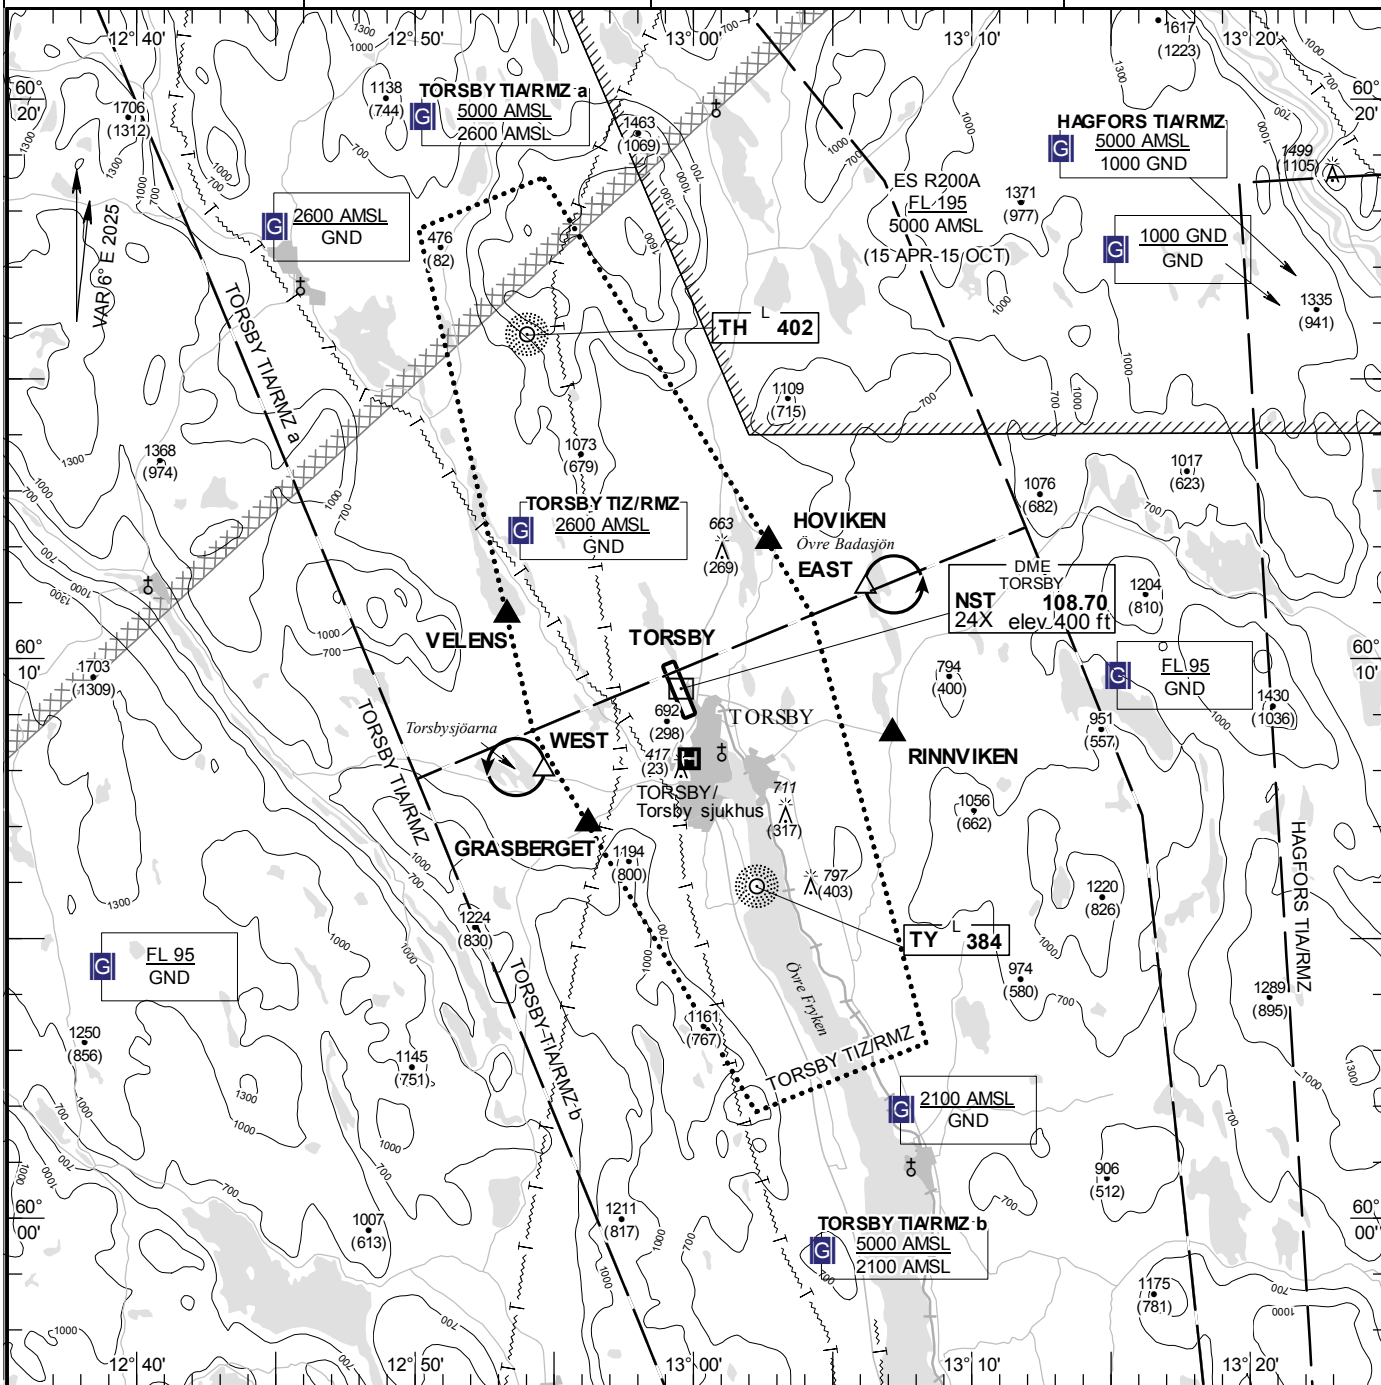 12°40'
12°50'
13°00'
13°10'
13°20'
60°
20'
60°
20'
1617
(1223)
1706
(1312)
1138
(744)
TORSBY TIA/RMZ a
G
5000 AMSL
2600 AMSL
1463
(1069)
HAGFORS TIA/RMZ
G
5000 AMSL
1000 GND
1499
(1105)
ES R200A
FL 195
5000 AMSL
(15 APR-15 OCT)
1371
(977)
VAR 6° E 2025
G
2600 AMSL
GND
476
(82)
G
1000 GND
GND
1335
(941)
TORSBY TIA/RMZ a
TH L 402
1109
(715)
1368
(974)
1073
(679)
1017
(623)
1076
(682)
TORSBY TIZ/RMZ
G
2600 AMSL
GND
663
(269)
HOVIKEN
Övre Badasjön
EAST
DME
TORSBY
NST 108.70
24X elev 400 ft
1204
(810)
VELENS
TORSBY
60°
10'
60°
10'
1703
(1309)
794
(400)
G
FL 95
GND
1430
(1036)
692
(298)
TORSBY
951
(557)
Torsbysjöarna
WEST
RINNVIKEN
417
(23)
H
TORSBY/
Torsby sjukhus
711
(317)
1056
(662)
TORSBY TIA/RMZ
GRASBERGET
1194
(800)
797
(403)
HAGFORS TIA/RMZ
1220
(826)
1224
(830)
TY L 384
G
FL 95
GND
974
(580)
1289
(895)
Övre Fryken
TORSBY TIA/RMZ b
1250
(856)
1145
(751)
1161
(767)
TORSBY TIZ/RMZ
G
2100 AMSL
GND
906
(512)
60°
00'
60°
00'
1007
(613)
1211
(817)
TORSBY TIA/RMZ b
G
5000 AMSL
2100 AMSL
1175
(781)
12°40'
12°50'
13°00'
13°10'
13°20'